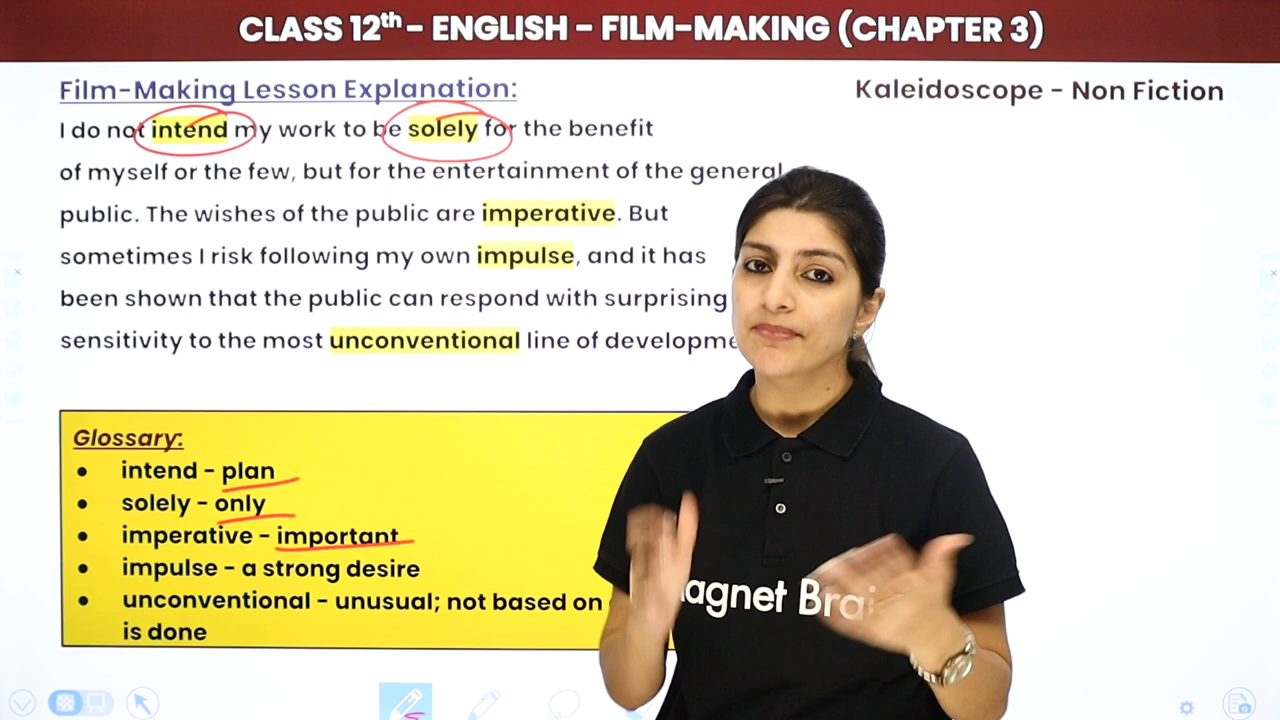 CLASS 12th - ENGLISH - FILM-MAKING (CHAPTER 3)
Film-Making Lesson Explanation:
Kaleidoscope - Non Fiction
I do not intend my work to be solely for the benefit
of myself or the few, but for the entertainment of the general
public. The wishes of the public are imperative. But
sometimes I risk following my own impulse, and it has
been shown that the public can respond with surprising
sensitivity to the most unconventional line of
Glossary:
• intend - plan
• solely - only
• imperative - important
• impulse - a strong desire
• unconventional - unusual; not based on
is done